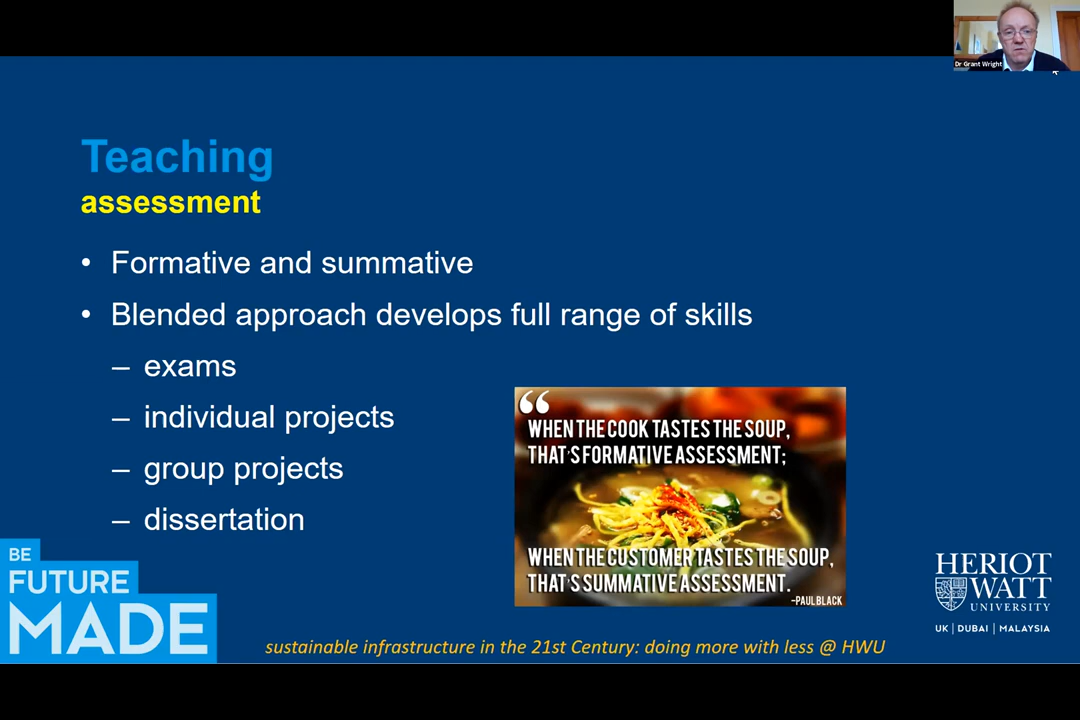 Dr Grant Wright
Teaching
assessment
• Formative and summative
• Blended approach develops full range of skills
– exams
– individual projects
– group projects
– dissertation
“
WHEN THE COOK TASTES THE SOUP,
THAT'S FORMATIVE ASSESSMENT;
WHEN THE CUSTOMER TASTES THE SOUP,
THAT'S SUMMATIVE ASSESSMENT.
-PAUL BLACK
BE
FUTURE
MADE
HERIOT
WATT
UNIVERSITY
UK | DUBAI | MALAYSIA
sustainable infrastructure in the 21st Century: doing more with less @ HWU